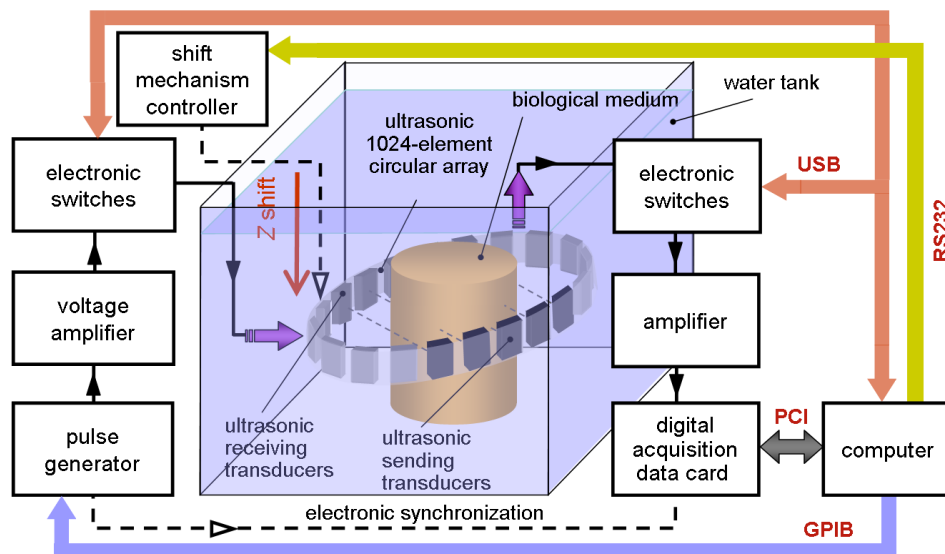 shift
mechanism
controller
ultrasonic
1024-element
circular array
biological medium
water tank
electronic
switches
Z shift
electronic
switches
USB
RS232
voltage
amplifier
amplifier
pulse
generator
ultrasonic
receiving
transducers
ultrasonic
sending
transducers
digital
acquisition
data card
PCI
computer
electronic synchronization
GPIB